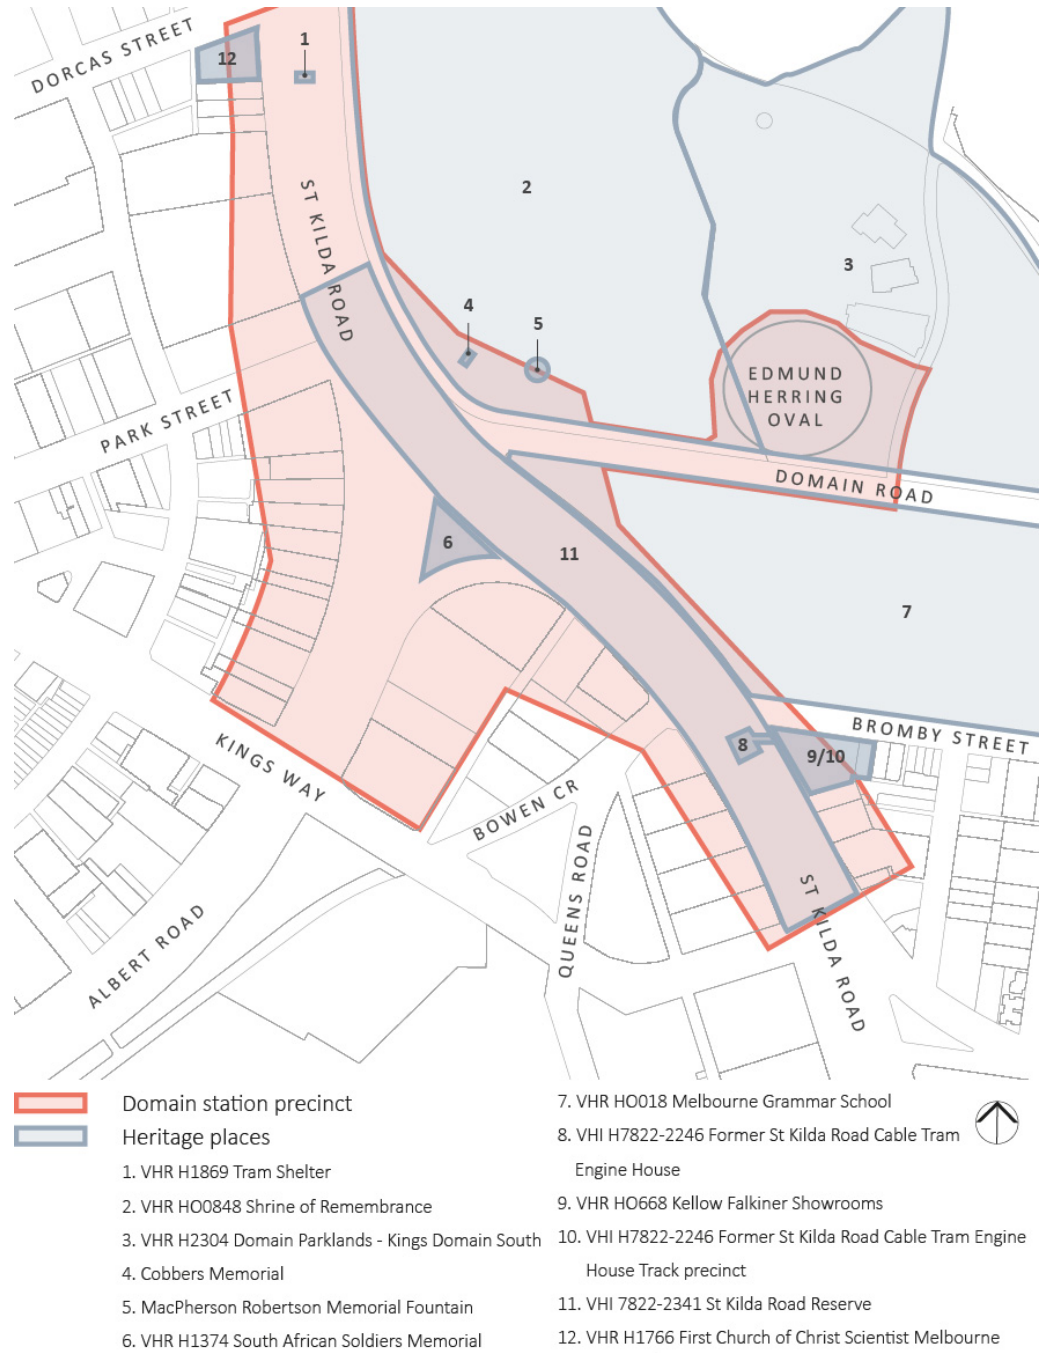 DORCAS STREET
12
1
2
ST KILDA ROAD
3
4
5
EDMUND
HERRING
OVAL
PARK STREET
DOMAIN ROAD
6
11
7
KINGS WAY
BROMBY STREET
8
9/10
BOWEN CR
QUEENS ROAD
ALBERT ROAD
ST KILDA ROAD
Domain station precinct
Heritage places
1. VHR H1869 Tram Shelter
2. VHR HO0848 Shrine of Remembrance
3. VHR H2304 Domain Parklands - Kings Domain South
4. Cobbers Memorial
5. MacPherson Robertson Memorial Fountain
6. VHR H1374 South African Soldiers Memorial
7. VHR HO018 Melbourne Grammar School
8. VHI H7822-2246 Former St Kilda Road Cable Tram
Engine House
9. VHR HO668 Kellow Falkiner Showrooms
10. VHI H7822-2246 Former St Kilda Road Cable Tram Engine
House Track precinct
11. VHI 7822-2341 St Kilda Road Reserve
12. VHR H1766 First Church of Christ Scientist Melbourne